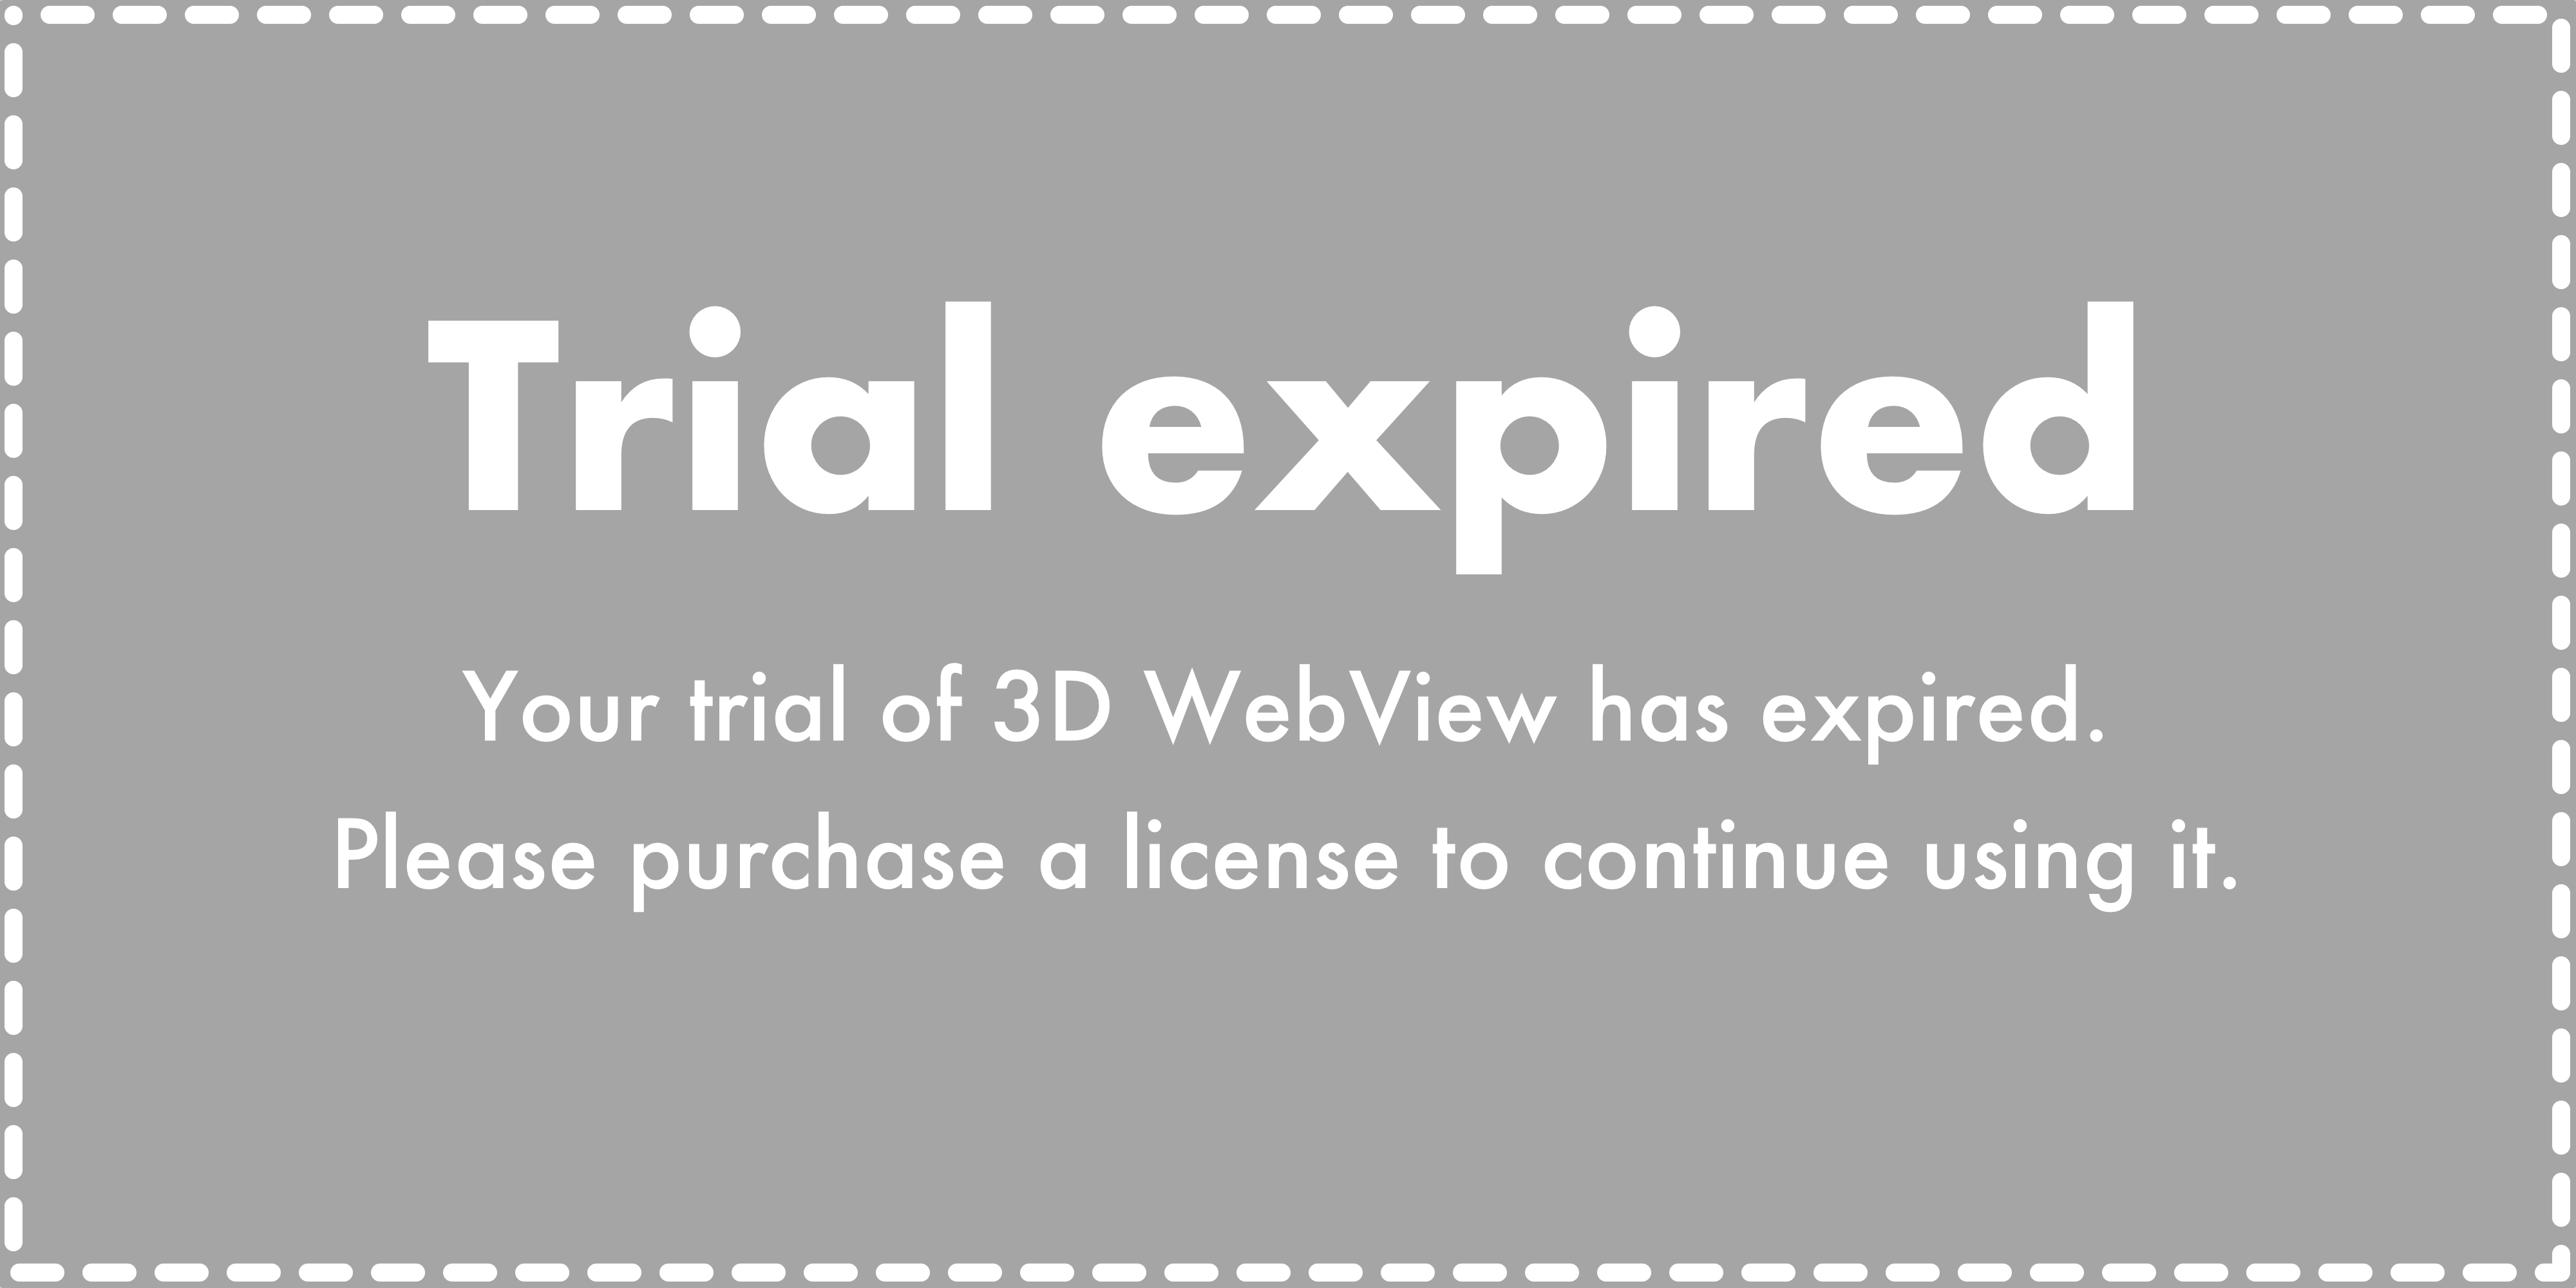 Trial expired
Your trial of 3D WebView has expired.
Please purchase a license to continue using it.